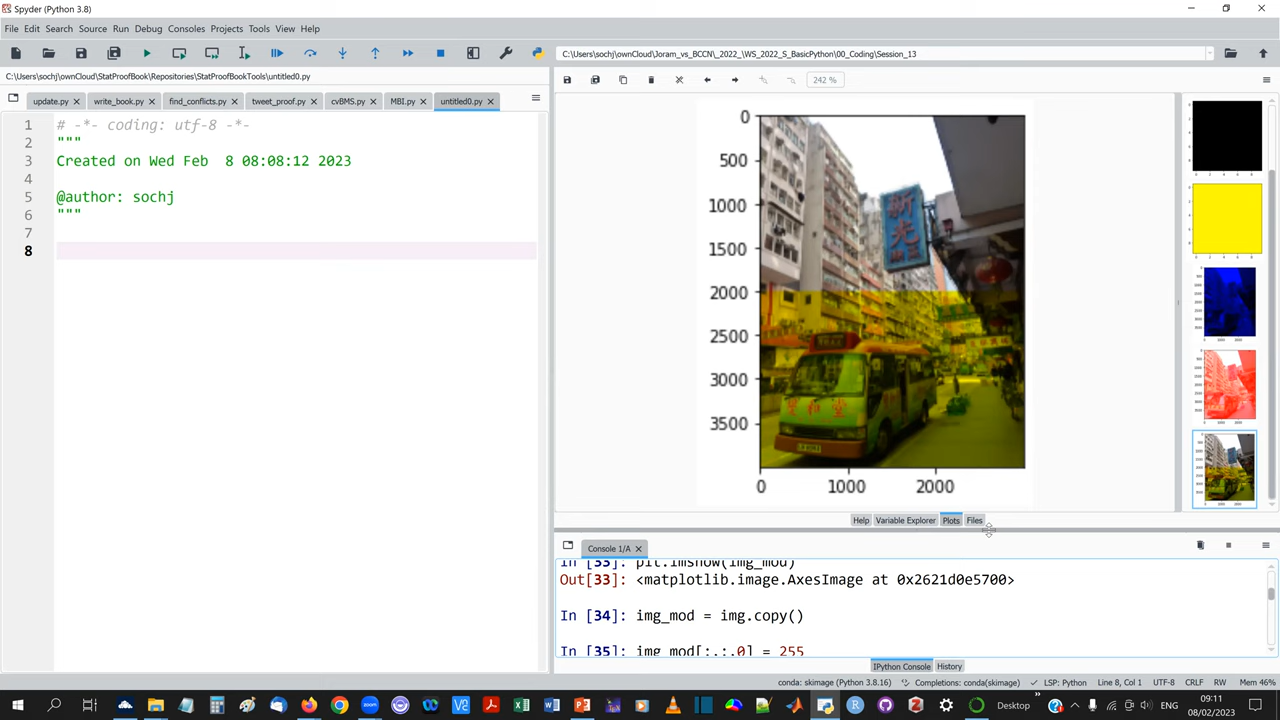 Spyder (Python 3.8)
File Edit Search Source Run Debug Consoles Projects Tools View Help
C:\Users\sochj\ownCloud\Joram_vs_BCCN\_2022_\WS_2022_S_BasicPython\00_Coding\Session_13
C:\Users\sochj\ownCloud\StatProofBook\Repositories\StatProofBookTools\untitled0.py
update.py write_book.py find_conflicts.py tweet_proof.py cvBMS.py MBI.py untitled0.py
242 %
1 # -*- coding: utf-8 -*-
2 """
3 Created on Wed Feb  8 08:08:12 2023
4
5 @author: sochj
6 """
7
8
0
500
1000
1500
2000
2500
3000
3500
0 1000 2000
新光
Help Variable Explorer Plots Files
Console 1/A
In [33]: plt.imshow(img_mod)
Out[33]: <matplotlib.image.AxesImage at 0x2621d0e5700>
In [34]: img_mod = img.copy()
In [35]: img_mod[:,:,0] = 255
IPython Console History
conda: skimage (Python 3.8.16) Completions: conda(skimage) LSP: Python Line 8, Col 1 UTF-8 CRLF RW Mem 46%
Desktop
ENG
09:11
08/02/2023